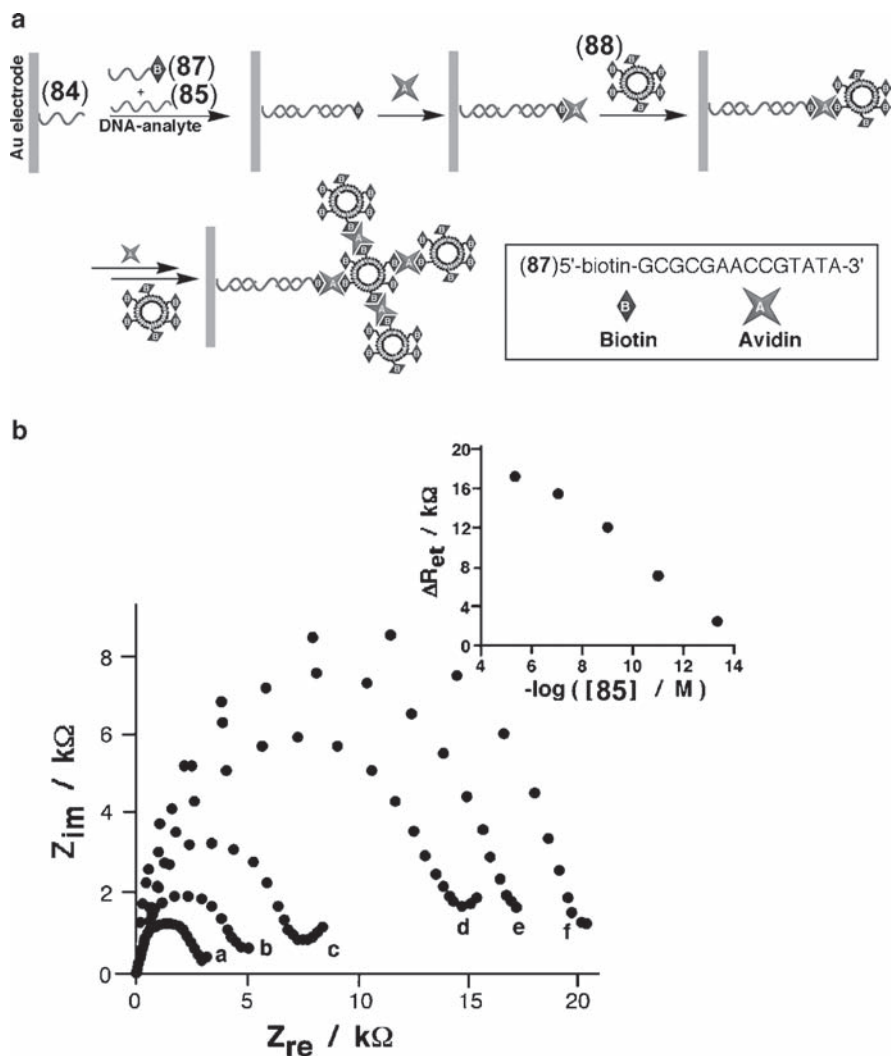 a
Au electrode
(84)
B (87)
+
(85)
DNA-analyte
A
B A
(88)
B B B B B B
B A B B B B B B
A
B B B B B B
(87)5'-biotin-GCGCGAACCGTATA-3'
B A
Biotin Avidin
b
20
16
12
8
4
0
ΔRet / kΩ
4 6 8 10 12 14
-log([85] / M)
8
6
4
2
0
Zim / kΩ
a b c d e f
0 5 10 15 20
Zre / kΩ